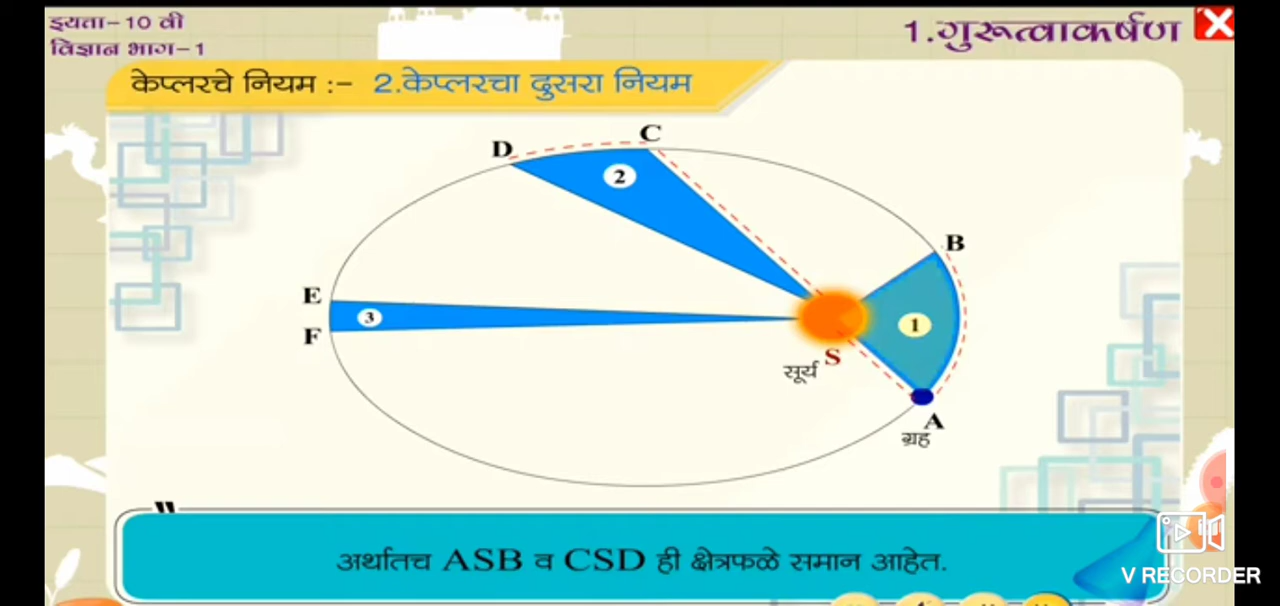 इयत्ता-10 वी
विज्ञान भाग-1
1.गुरूत्वाकर्षण
केप्लरचे नियम :- 2.केप्लरचा दुसरा नियम
D
C
2
B
E
3
F
1
S
सूर्य
A
ग्रह
अर्थातच ASB व CSD ही क्षेत्रफळे समान आहेत.
V RECORDER